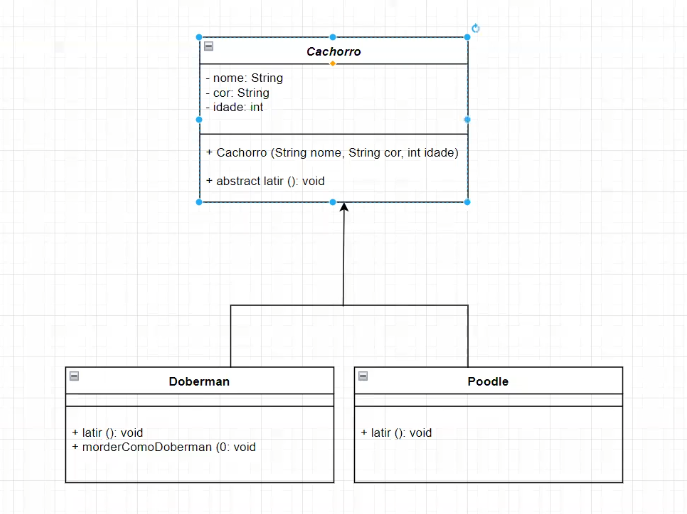 Cachorro
- nome: String
- cor: String
- idade: int
+ Cachorro (String nome, String cor, int idade)
+ abstract latir (): void
Doberman
+ latir (): void
+ morderComoDoberman (0: void
Poodle
+ latir (): void